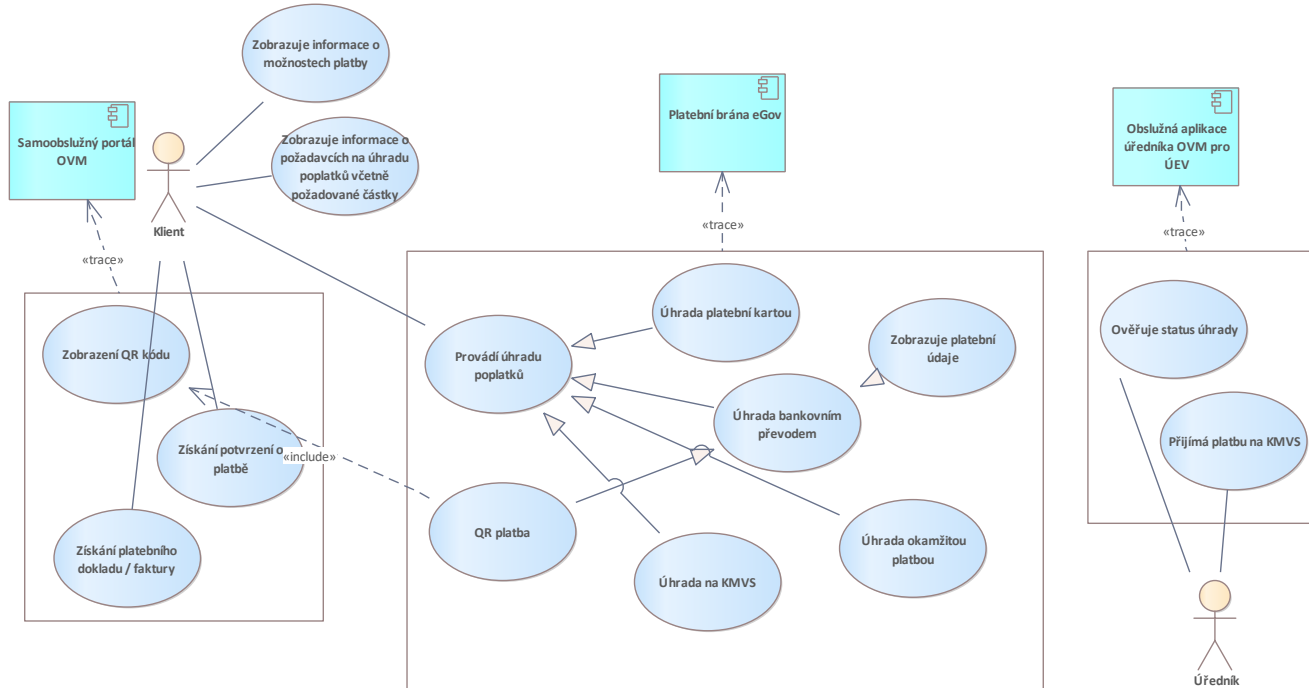 Zobrazuje informace o
možnostech platby
Samoobslužný portál
OVM
Platební brána eGov
Obslužná aplikace
úředníka OVM pro
ÚEV
Zobrazuje informace o
požadavcích na úhradu
poplatků včetně
požadované částky
Klient
«trace»
«trace»
«trace»
Zobrazení QR kódu
Provádí úhradu
poplatků
Úhrada platební kartou
Zobrazuje platební
údaje
Ověřuje status úhrady
Úhrada bankovním
převodem
Získání potvrzení o
platbě
«include»
Přijímá platbu na KMVS
QR platba
Získání platebního
dokladu / faktury
Úhrada na KMVS
Úhrada okamžitou
platbou
Úředník